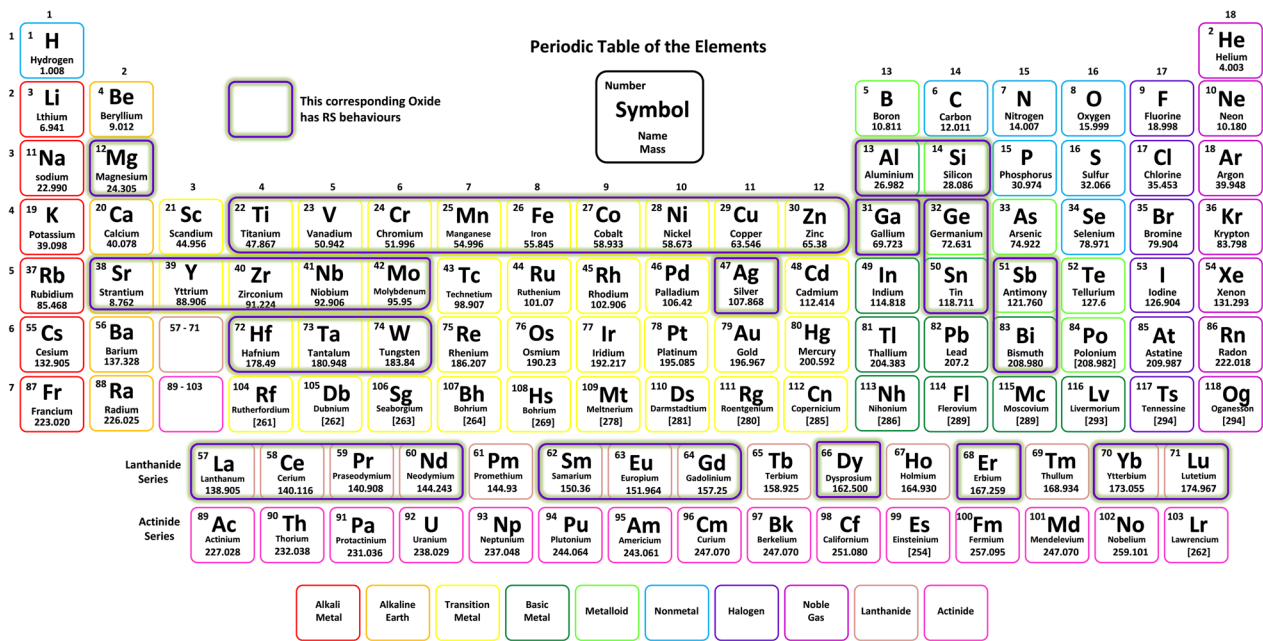 1
18
1
1 H Hydrogen 1.008
Periodic Table of the Elements
2 He Helium 4.003
2
13 14 15 16 17
2
3 Li Lthium 6.941
4 Be Beryllium 9.012
This corresponding Oxide
has RS behaviours
Number
Symbol
Name
Mass
5 B Boron 10.811
6 C Carbon 12.011
7 N Nitrogen 14.007
8 O Oxygen 15.999
9 F Fluorine 18.998
10 Ne Neon 10.180
3
11 Na sodium 22.990
12 Mg Magnesium 24.305
13 Al Aluminium 26.982
14 Si Silicon 28.086
15 P Phosphorus 30.974
16 S Sulfur 32.066
17 Cl Chlorine 35.453
18 Ar Argon 39.948
3 4 5 6 7 8 9 10 11 12
4
19 K Potassium 39.098
20 Ca Calcium 40.078
21 Sc Scandium 44.956
22 Ti Titanium 47.867
23 V Vanadium 50.942
24 Cr Chromium 51.996
25 Mn Manganese 54.996
26 Fe Iron 55.845
27 Co Cobalt 58.933
28 Ni Nickel 58.673
29 Cu Copper 63.546
30 Zn Zinc 65.38
31 Ga Gallium 69.723
32 Ge Germanium 72.631
33 As Arsenic 74.922
34 Se Selenium 78.971
35 Br Bromine 79.904
36 Kr Krypton 83.798
5
37 Rb Rubidium 85.468
38 Sr Strantium 8.762
39 Y Yttrium 88.906
40 Zr Zirconium 91.224
41 Nb Niobium 92.906
42 Mo Molybdenum 95.95
43 Tc Technetium 98.907
44 Ru Ruthenium 101.07
45 Rh Rhodium 102.906
46 Pd Palladium 106.42
47 Ag Silver 107.868
48 Cd Cadmium 112.414
49 In Indium 114.818
50 Sn Tin 118.711
51 Sb Antimony 121.760
52 Te Tellurium 127.6
53 I Iodine 126.904
54 Xe Xenon 131.293
6
55 Cs Cesium 132.905
56 Ba Barium 137.328
57 - 71
72 Hf Hafnium 178.49
73 Ta Tantalum 180.948
74 W Tungsten 183.84
75 Re Rhenium 186.207
76 Os Osmium 190.23
77 Ir Iridium 192.217
78 Pt Platinum 195.085
79 Au Gold 196.967
80 Hg Mercury 200.592
81 Tl Thallium 204.383
82 Pb Lead 207.2
83 Bi Bismuth 208.980
84 Po Polonium [208.982]
85 At Astatine 209.987
86 Rn Radon 222.018
7
87 Fr Francium 223.020
88 Ra Radium 226.025
89 - 103
104 Rf Rutherfordium [261]
105 Db Dubnium [262]
106 Sg Seaborgium [263]
107 Bh Bohrium [264]
108 Hs Bohrium [269]
109 Mt Meltnerium [278]
110 Ds Darmstadtium [281]
111 Rg Roentgenium [280]
112 Cn Copernicium [285]
113 Nh Nihonium [286]
114 Fl Flerovium [289]
115 Mc Moscovium [289]
116 Lv Livermorium [293]
117 Ts Tennessine [294]
118 Og Oganesson [294]
Lanthanide
Series
57 La Lanthanum 138.905
58 Ce Cerium 140.116
59 Pr Praseodymium 140.908
60 Nd Neodymium 144.243
61 Pm Promethium 144.93
62 Sm Samarium 150.36
63 Eu Europium 151.964
64 Gd Gadolinium 157.25
65 Tb Terbium 158.925
66 Dy Dysprosium 162.500
67 Ho Holmium 164.930
68 Er Erbium 167.259
69 Tm Thullum 168.934
70 Yb Ytterbium 173.055
71 Lu Lutetium 174.967
Actinide
Series
89 Ac Actinium 227.028
90 Th Thorium 232.038
91 Pa Protactinium 231.036
92 U Uranium 238.029
93 Np Neptunium 237.048
94 Pu Plutonium 244.064
95 Am Americium 243.061
96 Cm Curium 247.070
97 Bk Berkelium 247.070
98 Cf Californium 251.080
99 Es Einsteinium [254]
100 Fm Fermium 257.095
101 Md Mendelevium 247.070
102 No Nobelium 259.101
103 Lr Lawrencium [262]
Alkali Metal
Alkaline Earth
Transition Metal
Basic Metal
Metalloid
Nonmetal
Halogen
Noble Gas
Lanthanide
Actinide